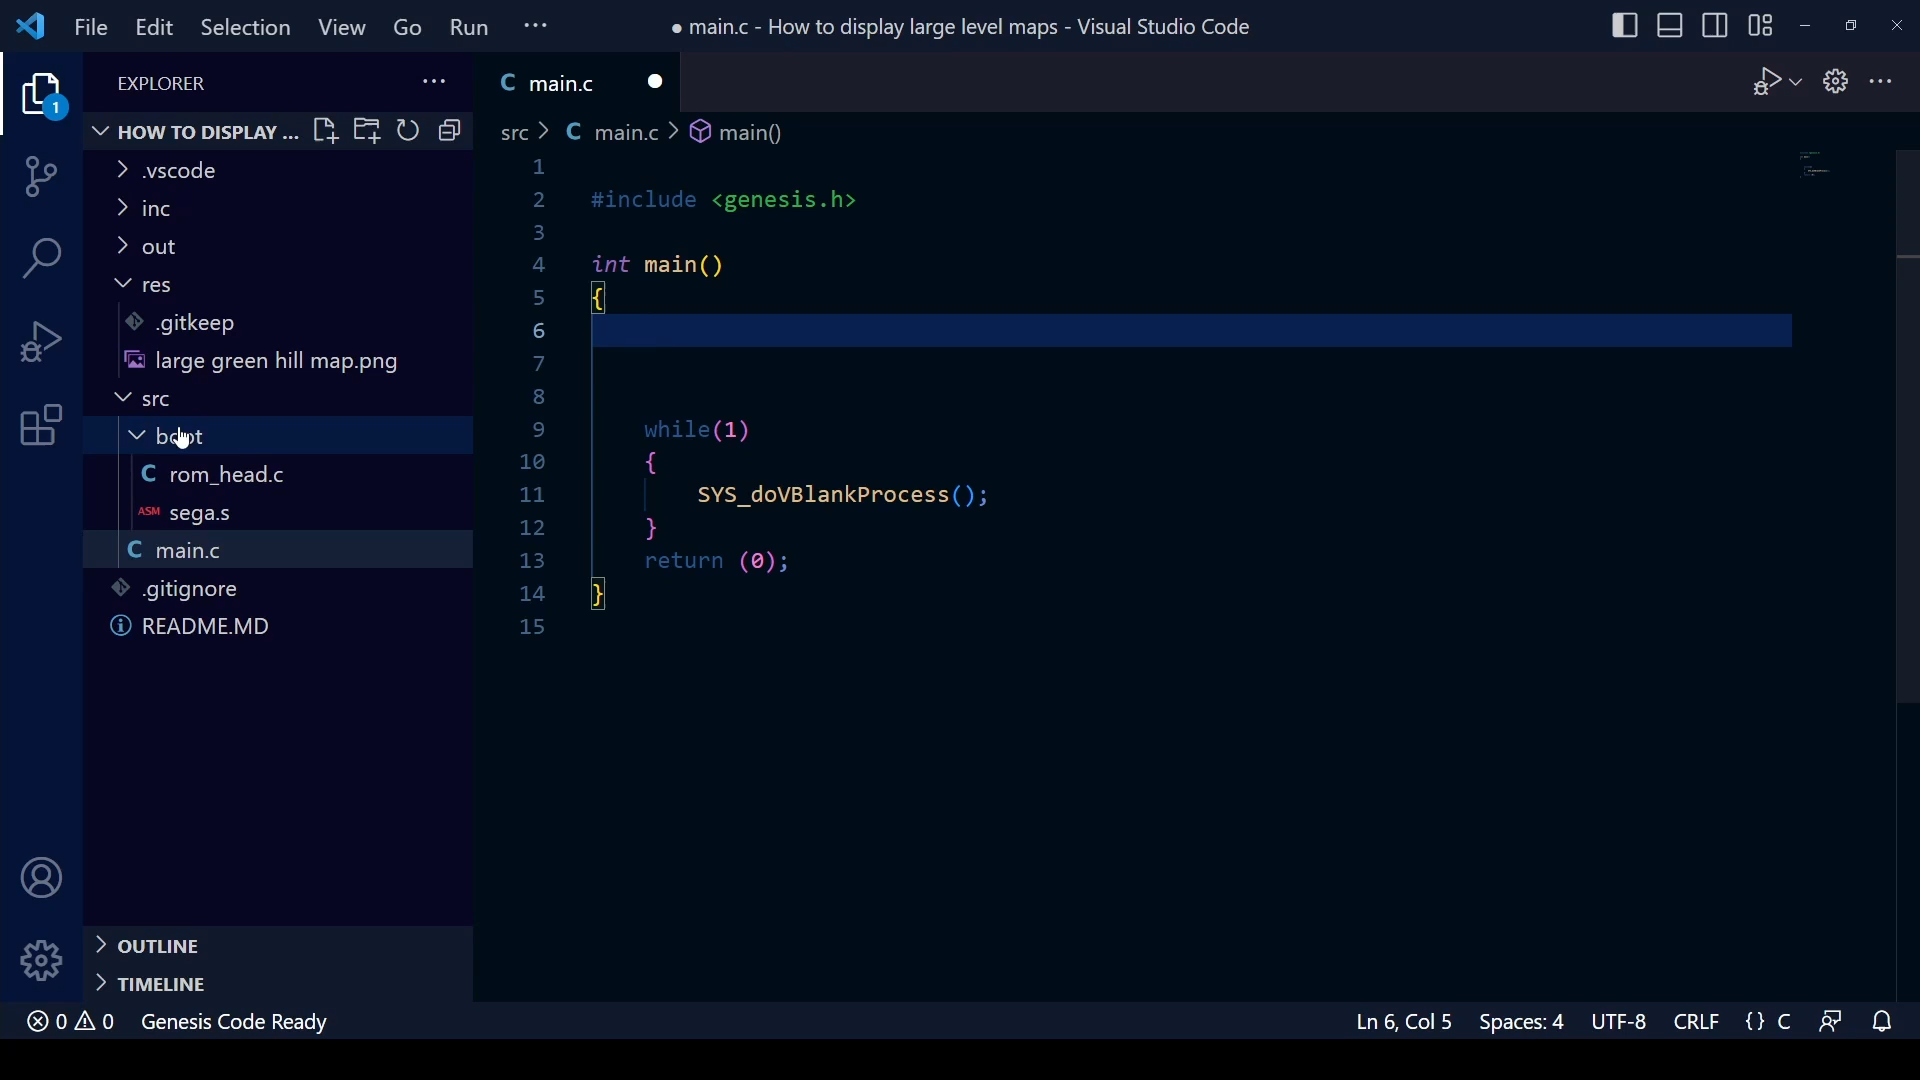 File Edit Selection View Go Run ···
● main.c - How to display large level maps - Visual Studio Code
EXPLORER ···
1
C main.c ●
HOW TO DISPLAY ...
src > C main.c > main()
.vscode
inc
out
res
.gitkeep
large green hill map.png
src
boot
C rom_head.c
ASM sega.s
C main.c
.gitignore
README.MD
OUTLINE
TIMELINE
1
2 #include <genesis.h>
3
4 int main()
5 {
6
7
8
9 while(1)
10 {
11 SYS_doVBlankProcess();
12 }
13 return (0);
14 }
15
0 0 Genesis Code Ready
Ln 6, Col 5 Spaces: 4 UTF-8 CRLF {} C